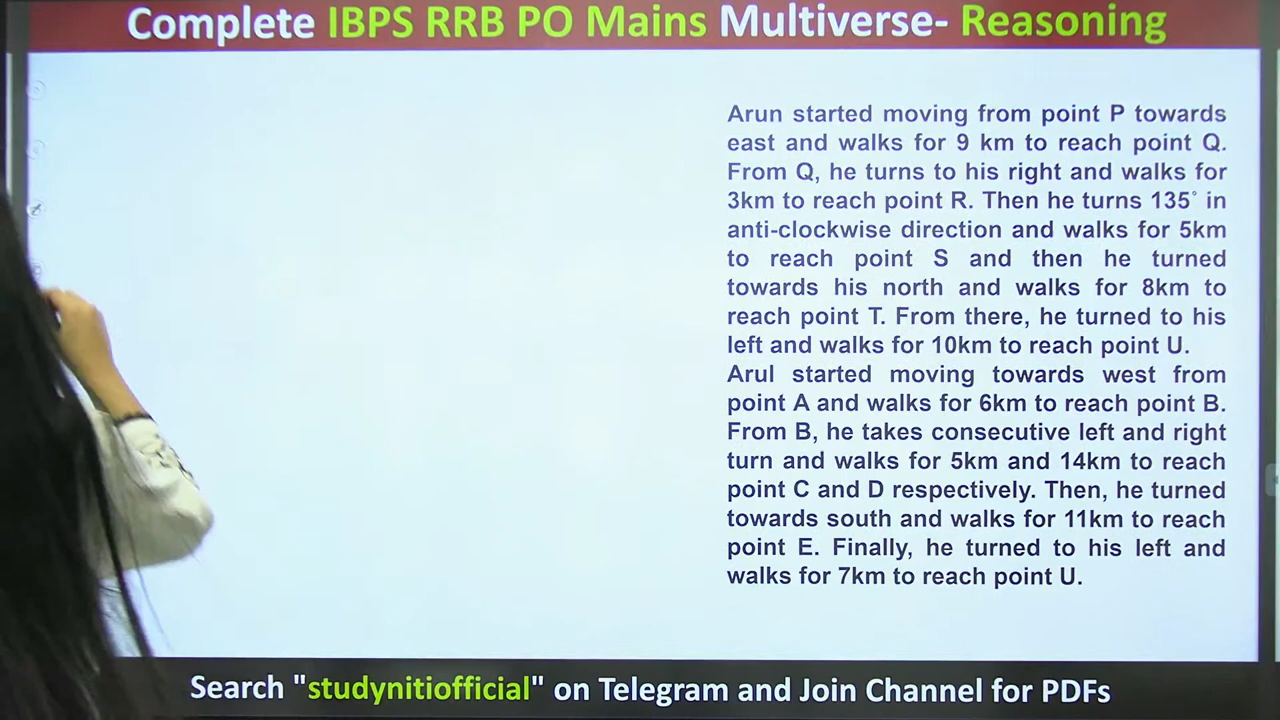 Complete IBPS RRB PO Mains Multiverse- Reasoning
Arun started moving from point P towards
east and walks for 9 km to reach point Q.
From Q, he turns to his right and walks for
3km to reach point R. Then he turns 135° in
anti-clockwise direction and walks for 5km
to reach point S and then he turned
towards his north and walks for 8km to
reach point T. From there, he turned to his
left and walks for 10km to reach point U.
Arul started moving towards west from
point A and walks for 6km to reach point B.
From B, he takes consecutive left and right
turn and walks for 5km and 14km to reach
point C and D respectively. Then, he turned
towards south and walks for 11km to reach
point E. Finally, he turned to his left and
walks for 7km to reach point U.
Search "studynitiofficial" on Telegram and Join Channel for PDFs